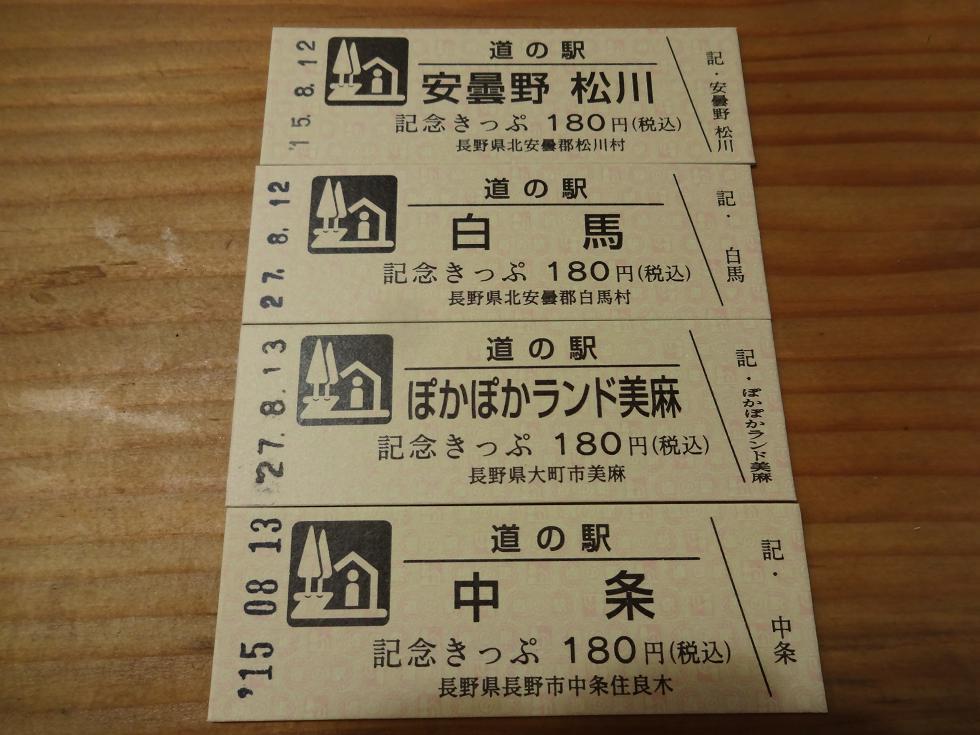 '15.8.12
道の駅
安曇野 松川
記念きっぷ 180円(税込)
長野県北安曇郡松川村
記・安曇野 松川
27.8.12
道の駅
白馬
記念きっぷ 180円(税込)
長野県北安曇郡白馬村
記・ 白馬
27.8.13
道の駅
ぽかぽかランド美麻
記念きっぷ 180円(税込)
長野県大町市美麻
記・ぽかぽかランド美麻
'15 08 13
道の駅
中条
記念きっぷ 180円(税込)
長野県長野市中条住良木
記・ 中条